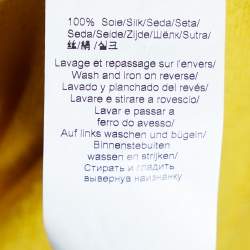 100% Soie/Silk/Seda/Seta/
Seda/Seide/Zijde/Шёлк/Sutra/
丝/絹/실크
Lavage et repassage sur l'envers/
Wash and iron on reverse/
Lavado y planchado del revés/
Lavare e stirare a rovescio/
Lavar e passar a
ferro do avesso/
Auf links waschen und bügeln/
Binnenstebuiten
wassen en strijken/
Стирать и гладить
вывернув наизнанку